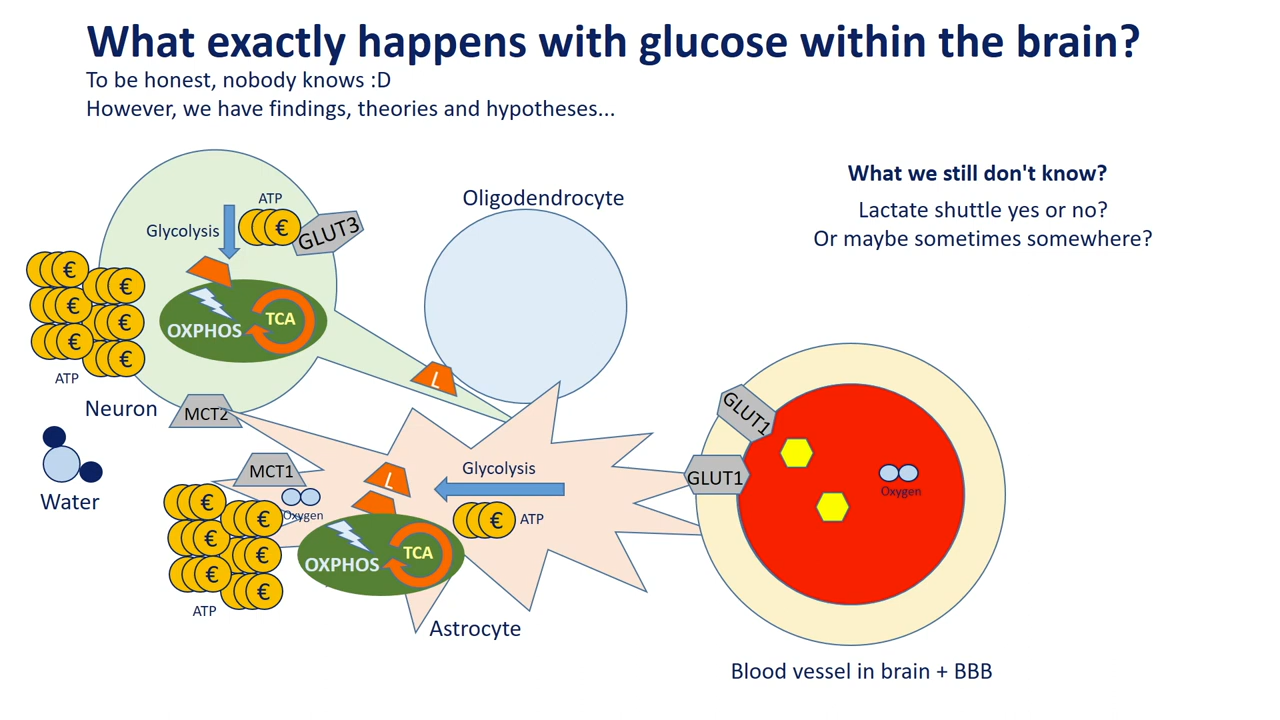 What exactly happens with glucose within the brain?
To be honest, nobody knows :D
However, we have findings, theories and hypotheses...
What we still don't know?
Lactate shuttle yes or no?
Or maybe sometimes somewhere?
Oligodendrocyte
ATP
Glycolysis
€
GLUT3
€
€
€
€
€
€
OXPHOS
TCA
ATP
L
Neuron
MCT2
GLUT1
Water
MCT1
L
Glycolysis
GLUT1
Oxygen
Oxygen
€
€
€
€
€
€
€
ATP
OXPHOS
TCA
ATP
Astrocyte
Blood vessel in brain + BBB